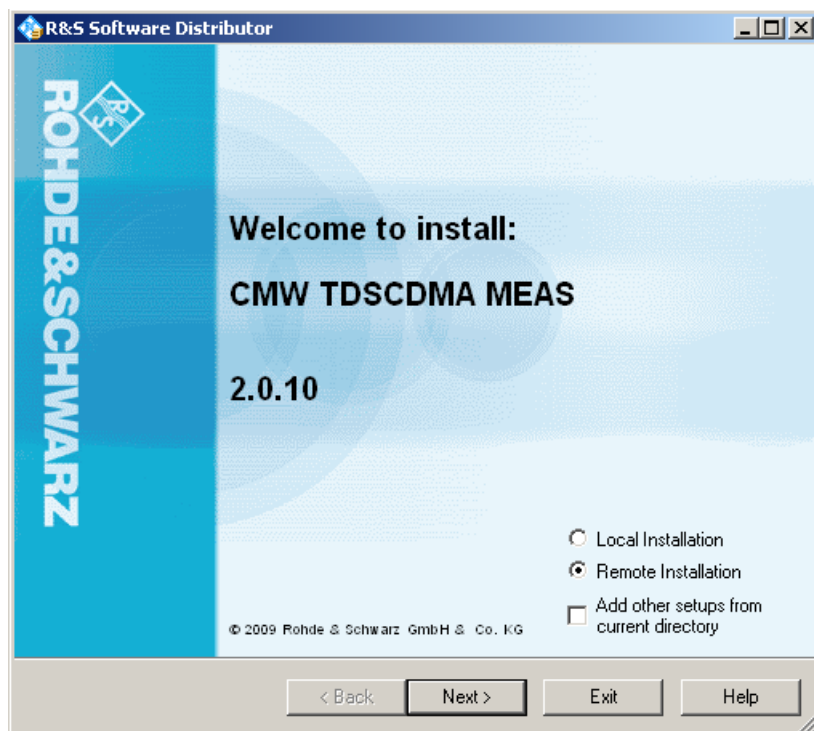 R&S Software Distributor
ROHDE&SCHWARZ
R
S
Welcome to install:
CMW TDSCDMA MEAS
2.0.10
Local Installation
Remote Installation
Add other setups from
current directory
© 2009 Rohde & Schwarz GmbH & Co. KG
< Back
Next >
Exit
Help